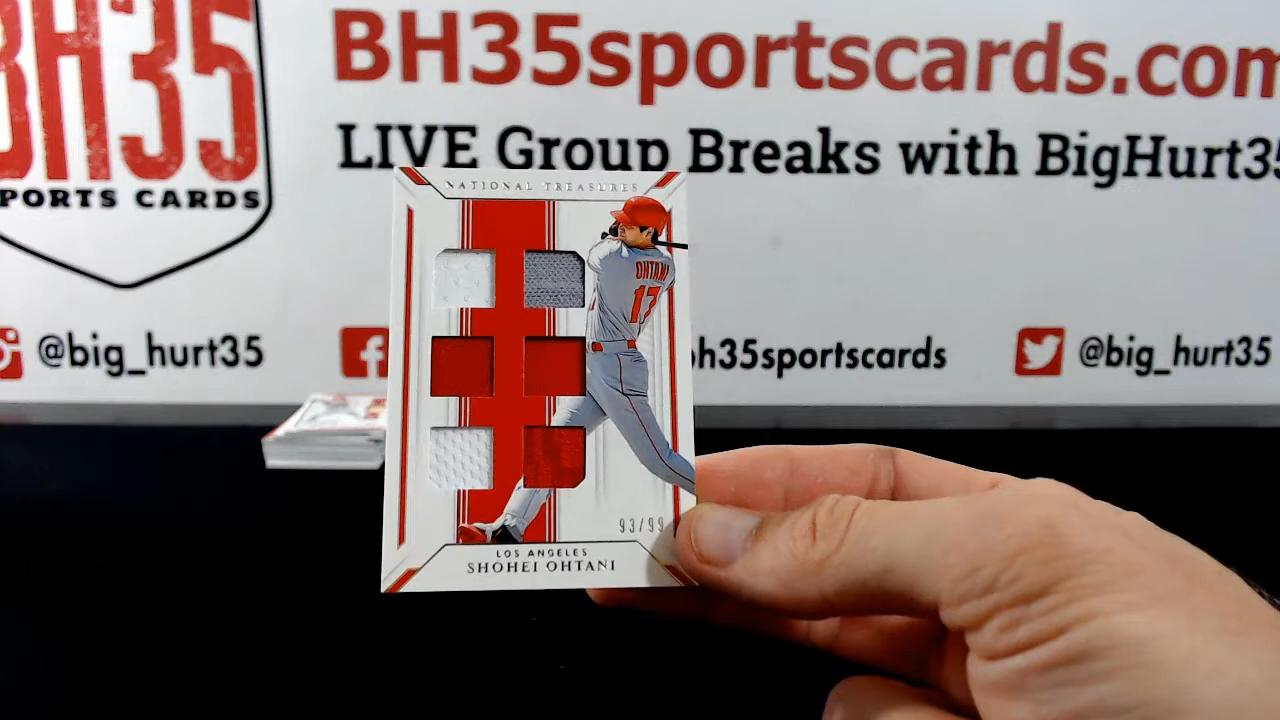 BH35
PORTS CARDS
BH35sportscards.com
LIVE Group Breaks with BigHurt35
@big_hurt35
h35sportscards
@big_hurt35
NATIONAL TREASURES
OHTANI
17
93/99
LOS ANGELES
SHOHEI OHTANI